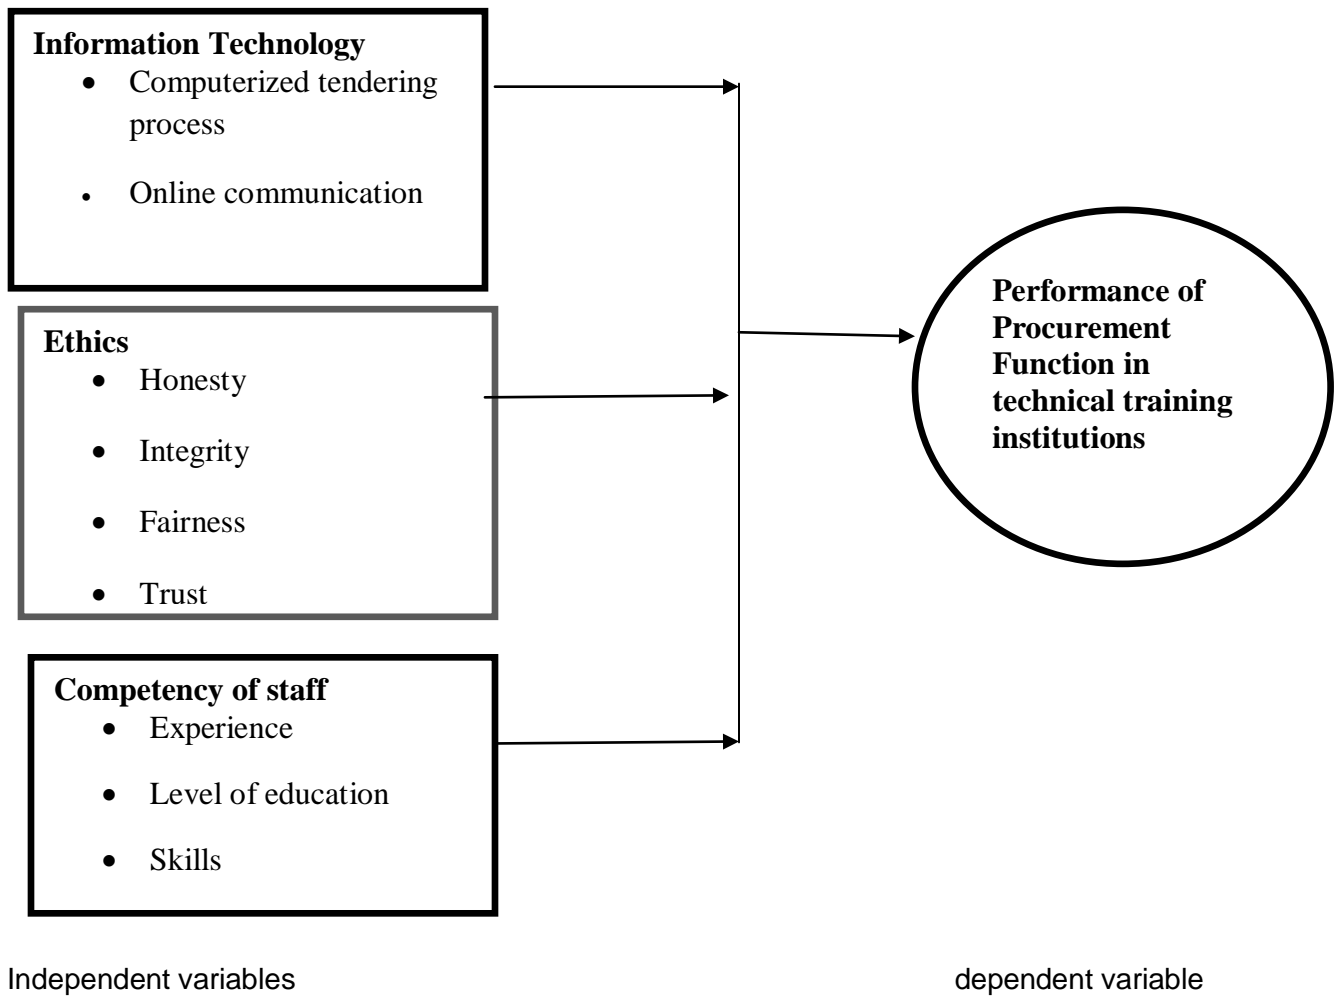 Information Technology
• Computerized tendering
process
• Online communication
Ethics
• Honesty
• Integrity
• Fairness
• Trust
Competency of staff
• Experience
• Level of education
• Skills
Performance of
Procurement
Function in
technical training
institutions
Independent variables
dependent variable